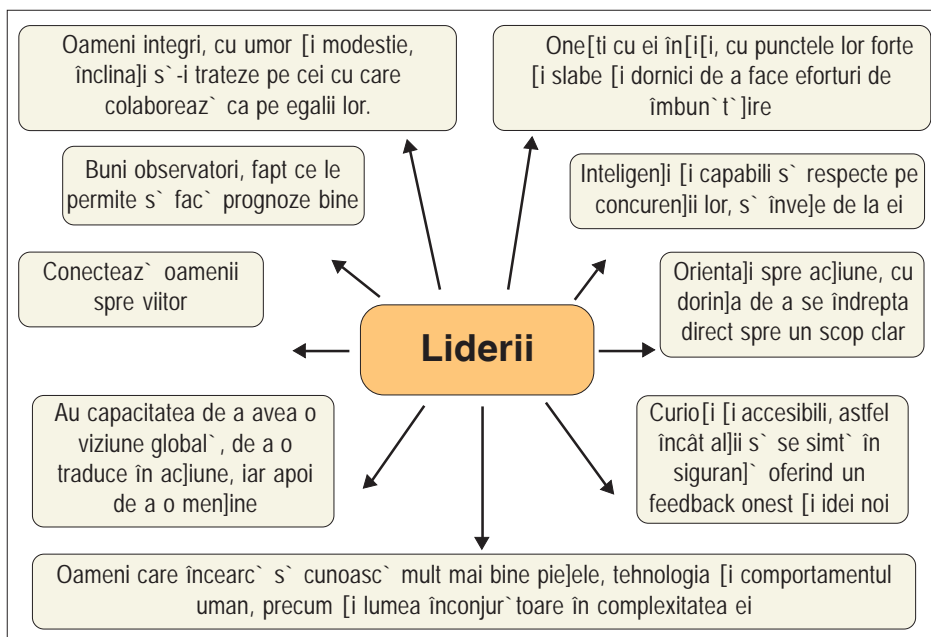 Oameni integri, cu umor [i modestie,
înclina]i s`-i trateze pe cei cu care
colaboreaz` ca pe egalii lor.
One[ti cu ei în[i[i, cu punctele lor forte
[i slabe [i dornici de a face eforturi de
îmbun`t`]ire
Buni observatori, fapt ce le
permite s` fac` prognoze bine
Inteligen]i [i capabili s` respecte pe
concuren]ii lor, s` înve]e de la ei
Conecteaz` oamenii
spre viitor
Orienta]i spre ac]iune, cu
dorin]a de a se îndrepta
direct spre un scop clar
Liderii
Au capacitatea de a avea o
viziune global`, de a o
traduce în ac]iune, iar apoi
de a o men]ine
Curio[i [i accesibili, astfel
încât al]ii s` se simt` în
siguran]` oferind un
feedback onest [i idei noi
Oameni care încearc` s` cunoasc` mult mai bine pie]ele, tehnologia [i comportamentul
uman, precum [i lumea înconjur`toare în complexitatea ei